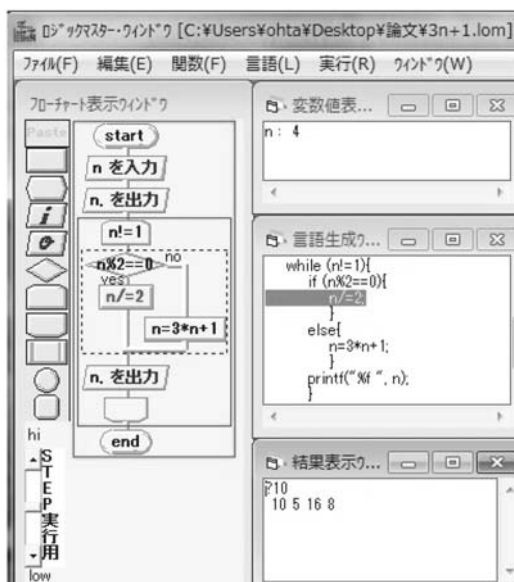 ロジックマスター・ウィンドウ [C:¥Users¥ohta¥Desktop¥論文¥3n+1.lom]
ファイル(F) 編集(E) 関数(F) 言語(L) 実行(R) ウィンドウ(W)
フローチャート表示ウィンドウ
Paste
start
n を入力
n, を出力
n!=1
n%2==0
no
yes
n/=2
n=3*n+1
n, を出力
end
hi
STEP実行用
low
変数値表...
n : 4
言語生成ウ...
while (n!=1){
if (n%2==0){
n/=2;
}
else{
n=3*n+1;
}
printf("%f ", n);
}
結果表示ウ...
?10
10 5 16 8